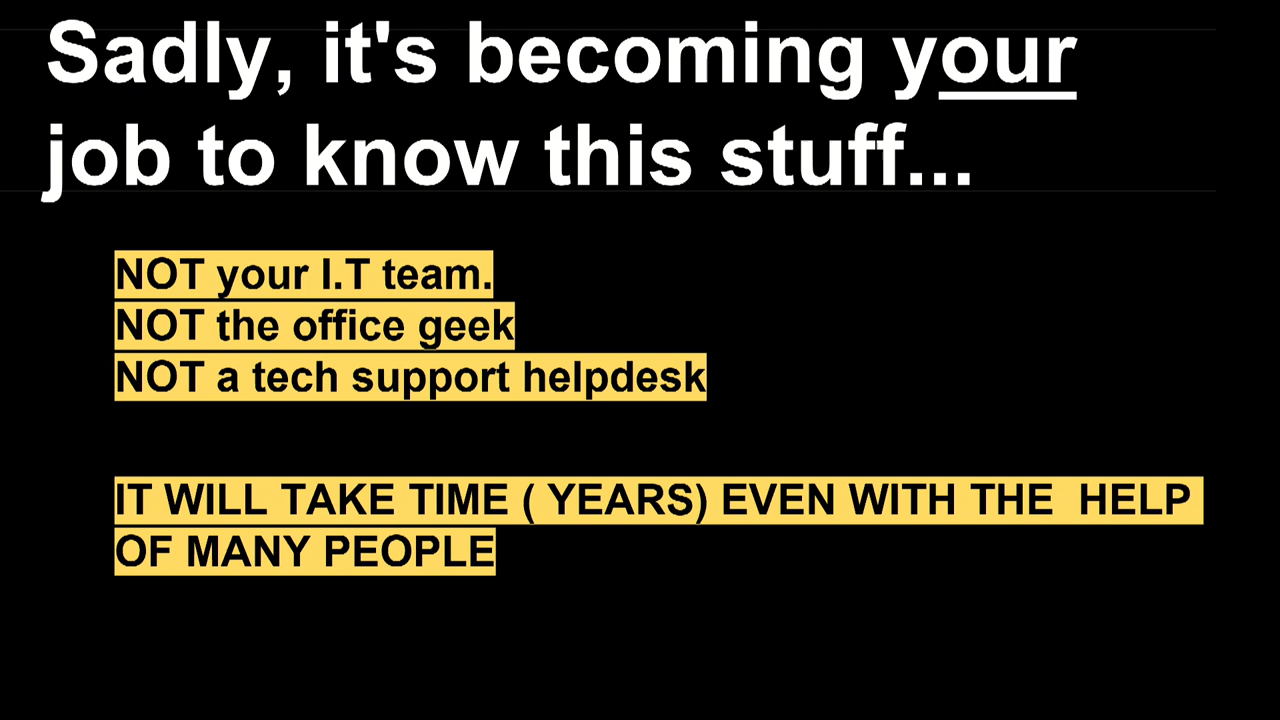 Sadly, it's becoming your
job to know this stuff...
NOT your I.T team.
NOT the office geek
NOT a tech support helpdesk
IT WILL TAKE TIME ( YEARS) EVEN WITH THE  HELP
OF MANY PEOPLE